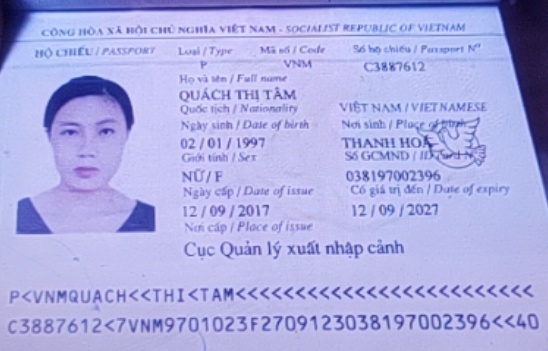 CỘNG HÒA XÃ HỘI CHỦ NGHĨA VIỆT NAM - SOCIALIST REPUBLIC OF VIETNAM
HỘ CHIẾU / PASSPORT Loại / Type Mã số / Code Số hộ chiếu / Passport Nº
P VNM C3887612
Họ và tên / Full name
QUÁCH THỊ TÂM
Quốc tịch / Nationality VIỆT NAM / VIETNAMESE
Ngày sinh / Date of birth Nơi sinh / Place of birth
02 / 01 / 1997 THANH HOÁ
Giới tính / Sex Số GCMND / ID card Nº
NỮ / F 038197002396
Ngày cấp / Date of issue Có giá trị đến / Date of expiry
12 / 09 / 2017 12 / 09 / 2027
Nơi cấp / Place of issue
Cục Quản lý xuất nhập cảnh
P<VNMQUACH<<THI<TAM<<<<<<<<<<<<<<<<<<<<<<<<<
C3887612<7VNM9701023F2709123038197002396<<40